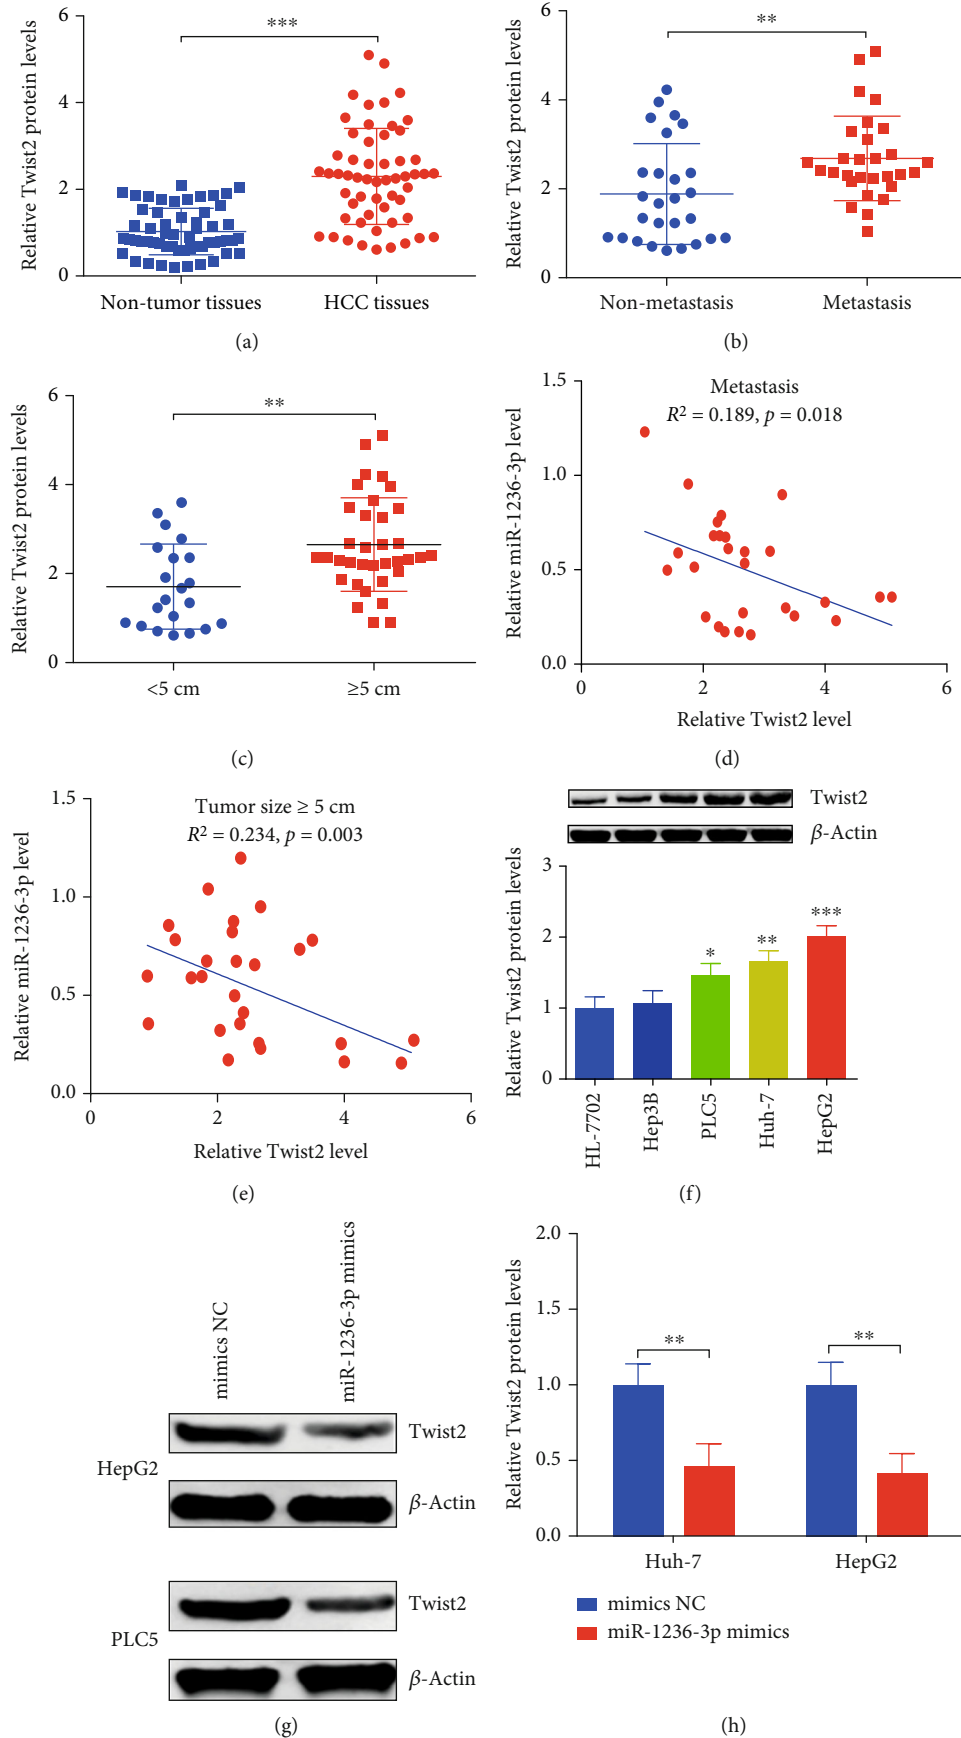 Relative Twist2 protein levels
6
4
2
0
***
Non-tumor tissues
HCC tissues
(a)
Relative Twist2 protein levels
6
4
2
0
**
Non-metastasis
Metastasis
(b)
Relative Twist2 protein levels
6
4
2
0
**
<5 cm
≥5 cm
(c)
Relative miR-1236-3p level
1.5
1.0
0.5
0.0
Metastasis
R² = 0.189, p = 0.018
0
2
4
6
Relative Twist2 level
(d)
Relative miR-1236-3p level
1.5
1.0
0.5
0.0
Tumor size ≥ 5 cm
R² = 0.234, p = 0.003
0
2
4
6
Relative Twist2 level
(e)
Twist2
β-Actin
Relative Twist2 protein levels
3
2
1
0
*
**
***
HL-7702
Hep3B
PLC5
Huh-7
HepG2
(f)
mimics NC
miR-1236-3p mimics
HepG2
Twist2
β-Actin
PLC5
Twist2
β-Actin
(g)
Relative Twist2 protein levels
2.0
1.5
1.0
0.5
0.0
**
**
Huh-7
HepG2
mimics NC
miR-1236-3p mimics
(h)